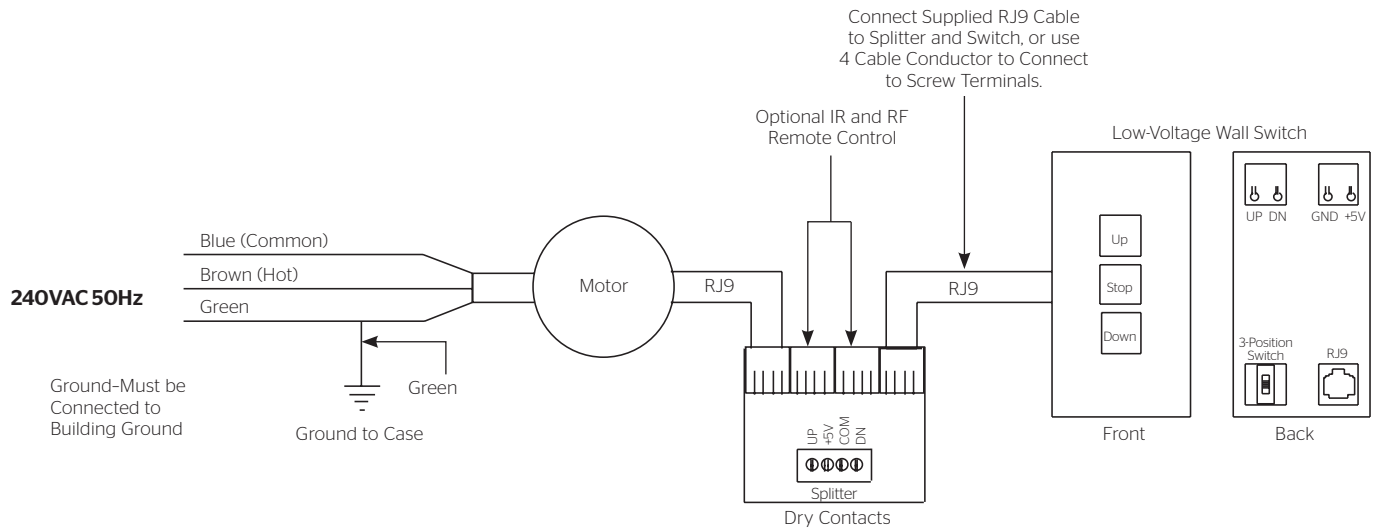 Connect Supplied RJ9 Cable
to Splitter and Switch, or use
4 Cable Conductor to Connect
to Screw Terminals.
Optional IR and RF
Remote Control
Low-Voltage Wall Switch
UP DN
GND +5V
Blue (Common)
Brown (Hot)
Green
240VAC 50Hz
Motor
RJ9
RJ9
Up
Stop
Down
3-Position
Switch
RJ9
Ground-Must be
Connected to
Building Ground
Green
Ground to Case
Front
Back
UP
+5V
COM
DN
Splitter
Dry Contacts